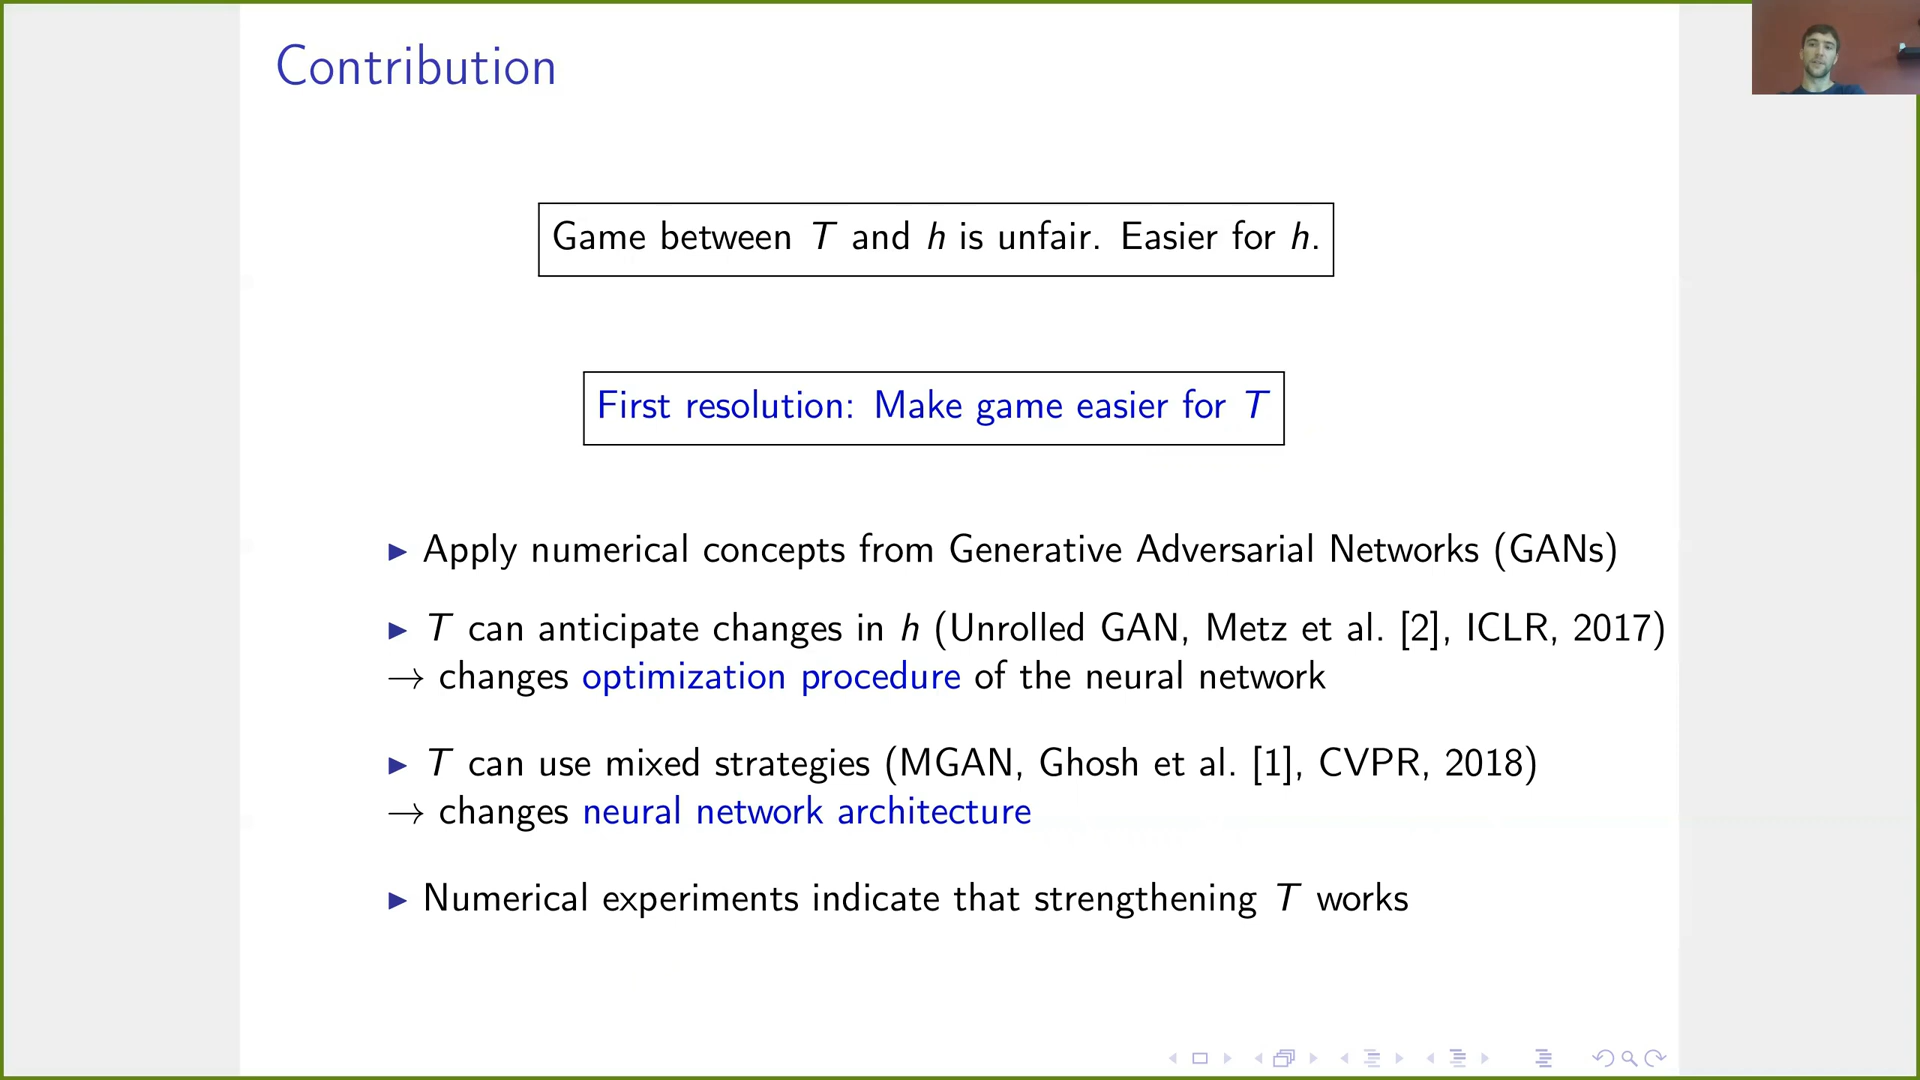 Contribution
Game between T and h is unfair. Easier for h.
First resolution: Make game easier for T
▶ Apply numerical concepts from Generative Adversarial Networks (GANs)
▶ T can anticipate changes in h (Unrolled GAN, Metz et al. [2], ICLR, 2017)
→ changes optimization procedure of the neural network
▶ T can use mixed strategies (MGAN, Ghosh et al. [1], CVPR, 2018)
→ changes neural network architecture
▶ Numerical experiments indicate that strengthening T works